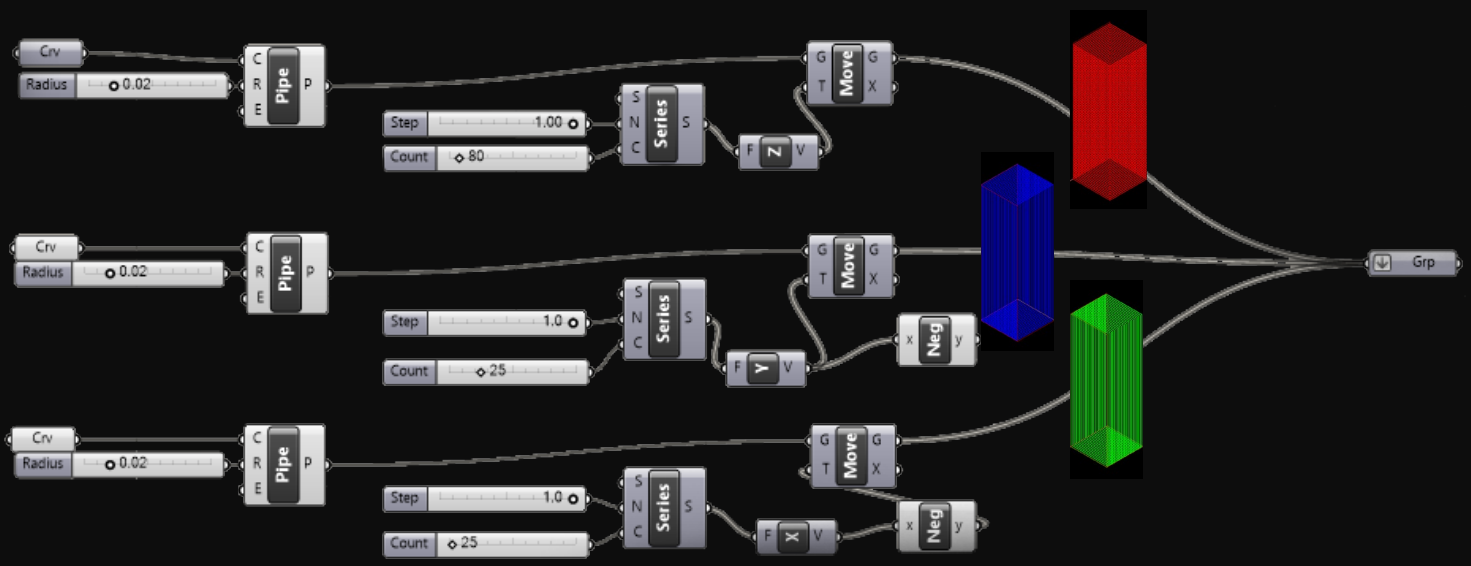 Crv
Radius 0.02
C
R
E
Pipe
P
Step 1.00
Count 80
S
N
C
Series
S
F
Z
V
G
T
Move
G
X
Crv
Radius 0.02
C
R
E
Pipe
P
Step 1.0
Count 25
S
N
C
Series
S
F
Y
V
G
T
Move
G
X
x
Neg
y
Grp
Crv
Radius 0.02
C
R
E
Pipe
P
Step 1.0
Count 25
S
N
C
Series
S
F
X
V
x
Neg
y
G
T
Move
G
X